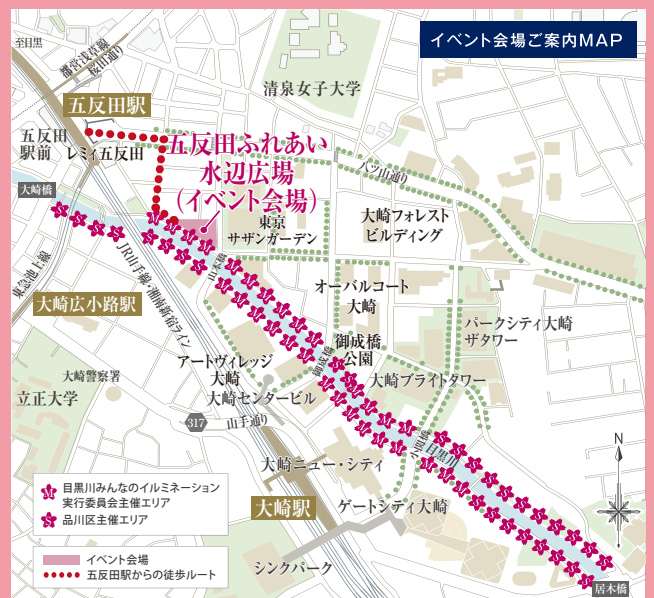 イベント会場ご案内MAP
至目黒
都営浅草線
桜田通り
清泉女子大学
五反田駅
五反田
駅前
レミィ五反田
五反田ふれあい
水辺広場
(イベント会場)
八ツ山通り
大崎橋
東京
サザンガーデン
大崎フォレスト
ビルディング
山本橋
東急池上線
JR山手線・湘南新宿ライン
大崎広小路駅
オーバルコート
大崎
パークシティ大崎
ザタワー
御成橋
公園
御成橋
アートヴィレッジ
大崎
大崎ブライトタワー
大崎警察署
立正大学
大崎センタービル
317
山手通り
小関橋
目黒川
大崎ニュー・シティ
N
目黒川みんなのイルミネーション
実行委員会主催エリア
品川区主催エリア
大崎駅
ゲートシティ大崎
イベント会場
五反田駅からの徒歩ルート
シンクパーク
居木橋